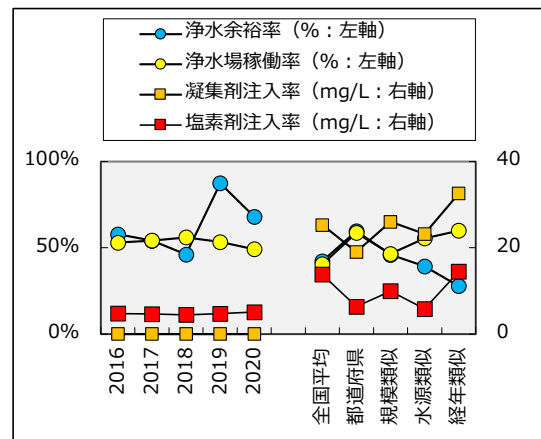 浄水余裕率（%：左軸）
浄水場稼働率（%：左軸）
凝集剤注入率（mg/L：右軸）
塩素剤注入率（mg/L：右軸）
100%
50%
0%
40
20
0
2016
2017
2018
2019
2020
全国平均
都道府県
規模類似
水源類似
経年類似